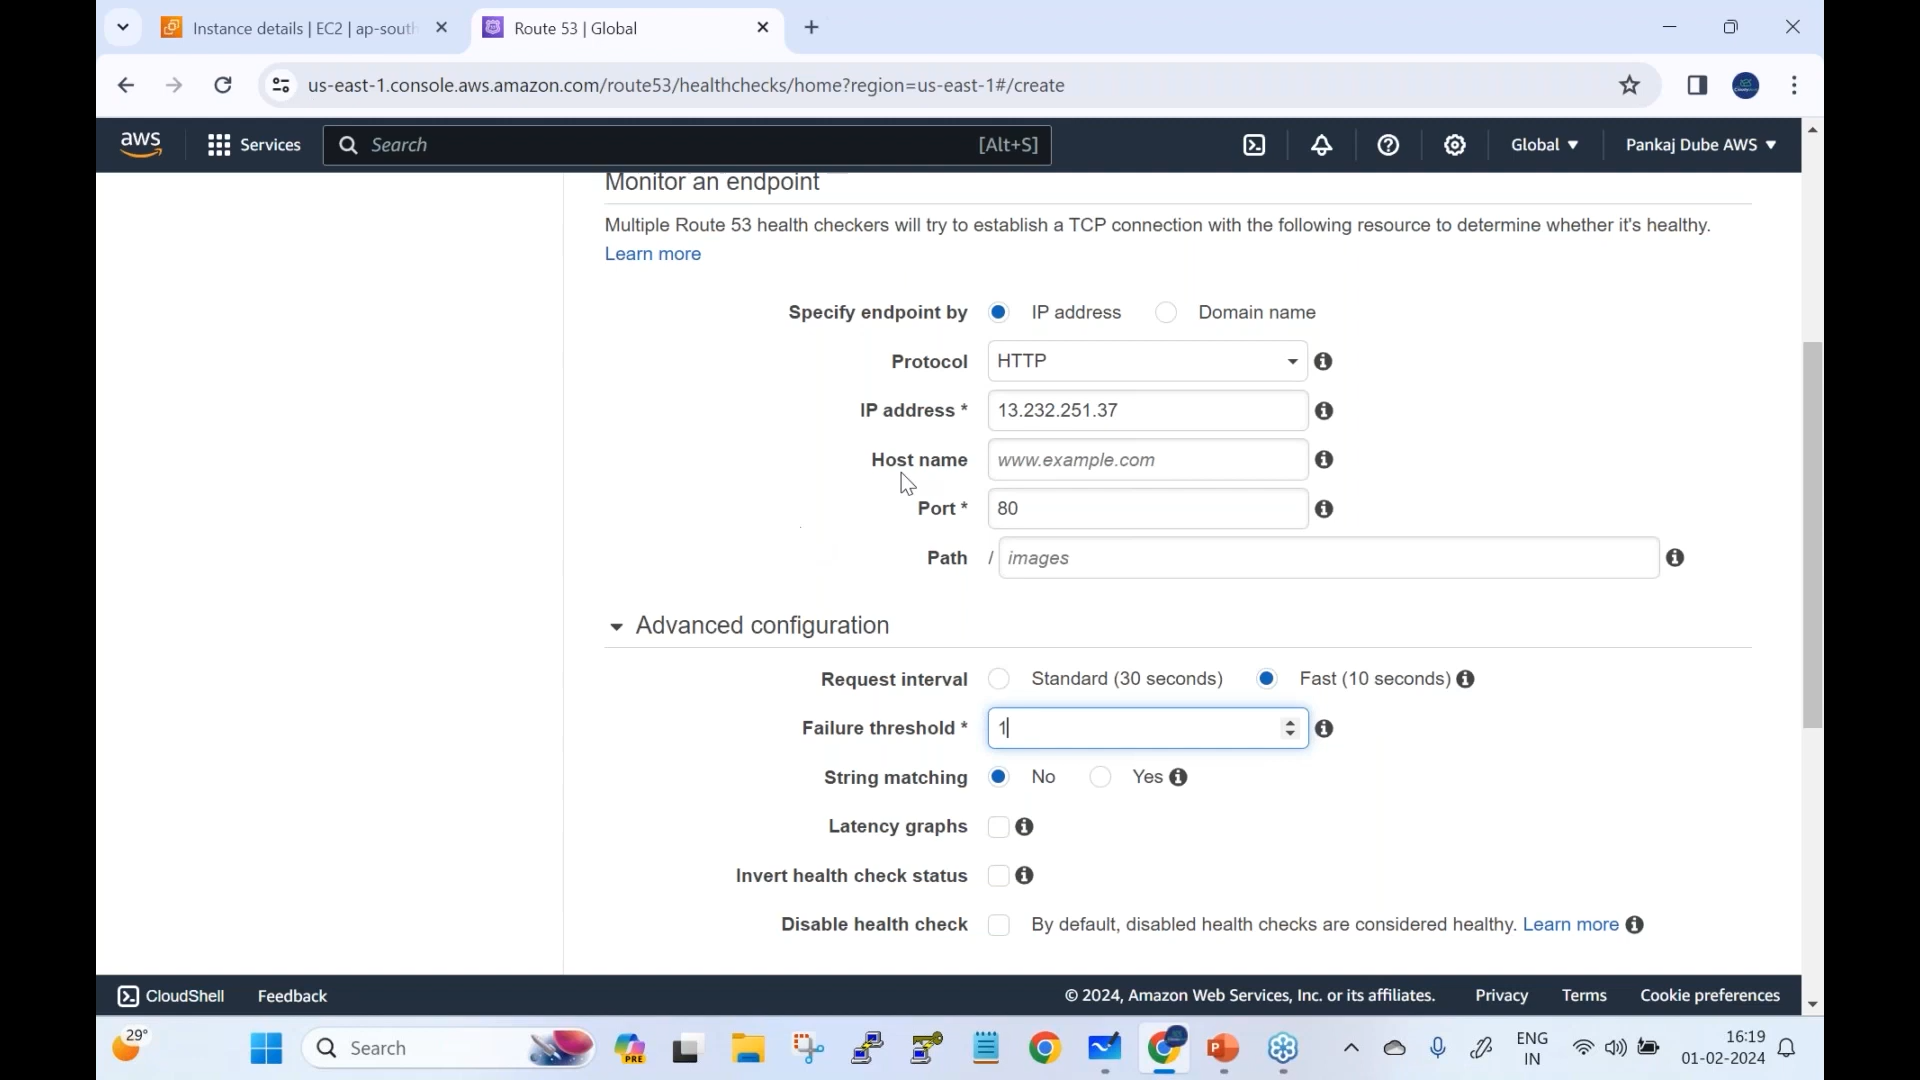 Instance details | EC2 | ap-south
Route 53 | Global
us-east-1.console.aws.amazon.com/route53/healthchecks/home?region=us-east-1#/create
aws
Services
Search
[Alt+S]
Global
Pankaj Dube AWS
Monitor an endpoint
Multiple Route 53 health checkers will try to establish a TCP connection with the following resource to determine whether it's healthy.
Learn more
Specify endpoint by IP address Domain name
Protocol HTTP
IP address * 13.232.251.37
Host name www.example.com
Port * 80
Path / images
Advanced configuration
Request interval Standard (30 seconds) Fast (10 seconds)
Failure threshold * 1
String matching No Yes
Latency graphs
Invert health check status
Disable health check By default, disabled health checks are considered healthy. Learn more
CloudShell Feedback © 2024, Amazon Web Services, Inc. or its affiliates. Privacy Terms Cookie preferences
29°
Search
PRE
ENG
IN
16:19
01-02-2024